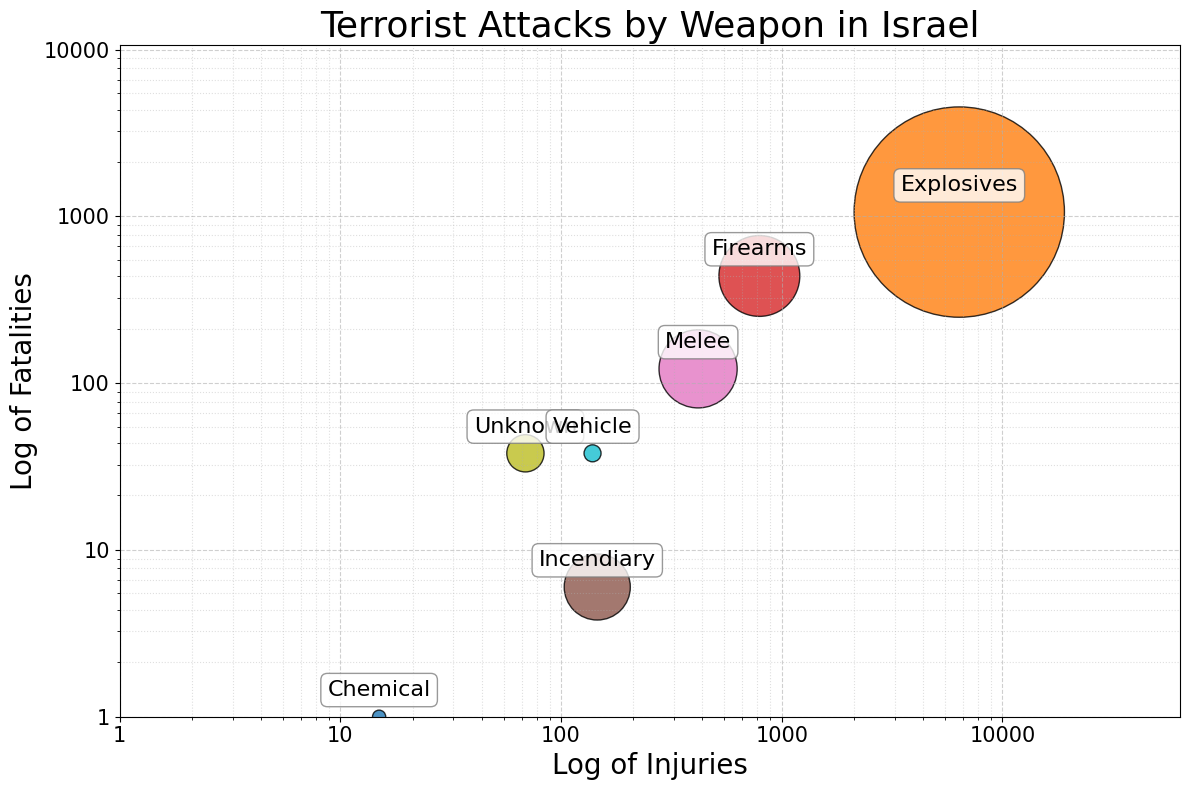 Terrorist Attacks by Weapon in Israel
Log of Fatalities
10000
1000
100
10
1
Explosives
Firearms
Melee
Unknown
Vehicle
Incendiary
Chemical
1
10
100
1000
10000
Log of Injuries